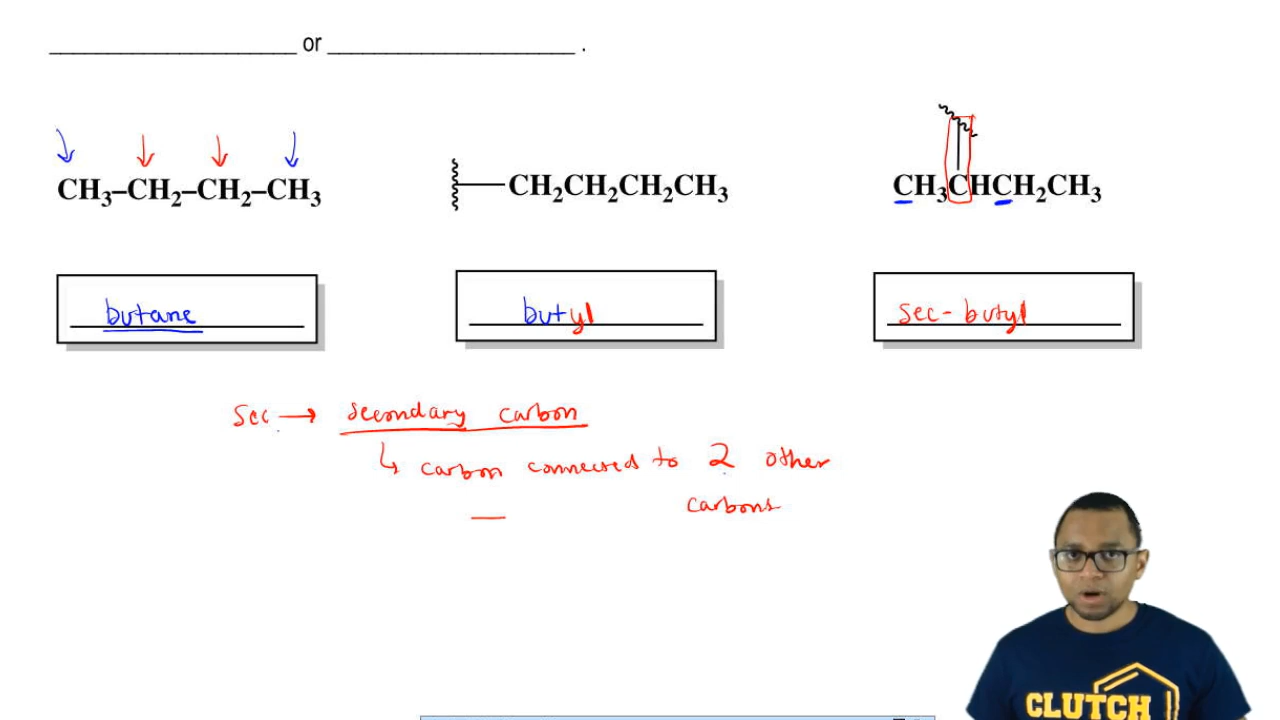 ____________________ or ____________________ .
CH₃–CH₂–CH₂–CH₃
CH₂CH₂CH₂CH₃
CH₃CHCH₂CH₃
butane
butyl
sec-butyl
sec → secondary carbon
↳ carbon connected to 2 other
carbons
CLUTCH